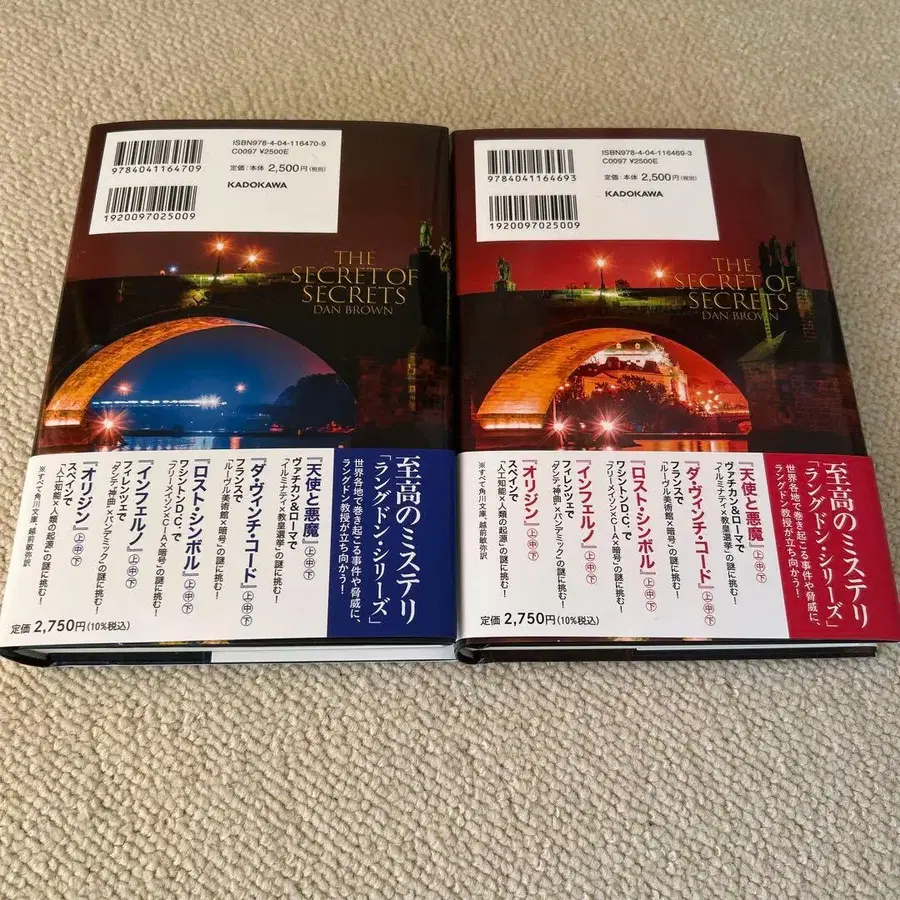 9784041164709
ISBN978-4-04-116470-9
C0097 ¥2500E
定価：本体 2,500円(税別)
KADOKAWA
1920097025009
THE
SECRET OF
SECRETS
DAN BROWN
至高のミステリ
「ラングドン・シリーズ」
世界各地で巻き起こる事件や脅威に、
ラングドン教授が立ち向かう！
『天使と悪魔』上中下
ヴァチカン&ローマで
"イルミナティ×教皇選挙"の謎に挑む！
『ダ・ヴィンチ・コード』上中下
フランスで
"ルーヴル美術館×暗号"の謎に挑む！
『ロスト・シンボル』上中下
ワシントンD.C.で
"フリーメイソン×CIA×暗号"の謎に挑む！
『インフェルノ』上中下
フィレンツェで
"ダンテ『神曲』×パンデミック"の謎に挑む！
『オリジン』上中下
スペインで
"人工知能×人類の起源"の謎に挑む！
※すべて角川文庫、越前敏弥訳
定価 2,750円(10%税込)
9784041164693
ISBN978-4-04-116469-3
C0097 ¥2500E
定価：本体 2,500円(税別)
KADOKAWA
1920097025009
THE
SECRET OF
SECRETS
DAN BROWN
至高のミステリ
「ラングドン・シリーズ」
世界各地で巻き起こる事件や脅威に、
ラングドン教授が立ち向かう！
『天使と悪魔』上中下
ヴァチカン&ローマで
"イルミナティ×教皇選挙"の謎に挑む！
『ダ・ヴィンチ・コード』上中下
フランスで
"ルーヴル美術館×暗号"の謎に挑む！
『ロスト・シンボル』上中下
ワシントンD.C.で
"フリーメイソン×CIA×暗号"の謎に挑む！
『インフェルノ』上中下
フィレンツェで
"ダンテ『神曲』×パンデミック"の謎に挑む！
『オリジン』上中下
スペインで
"人工知能×人類の起源"の謎に挑む！
※すべて角川文庫、越前敏弥訳
定価 2,750円(10%税込)